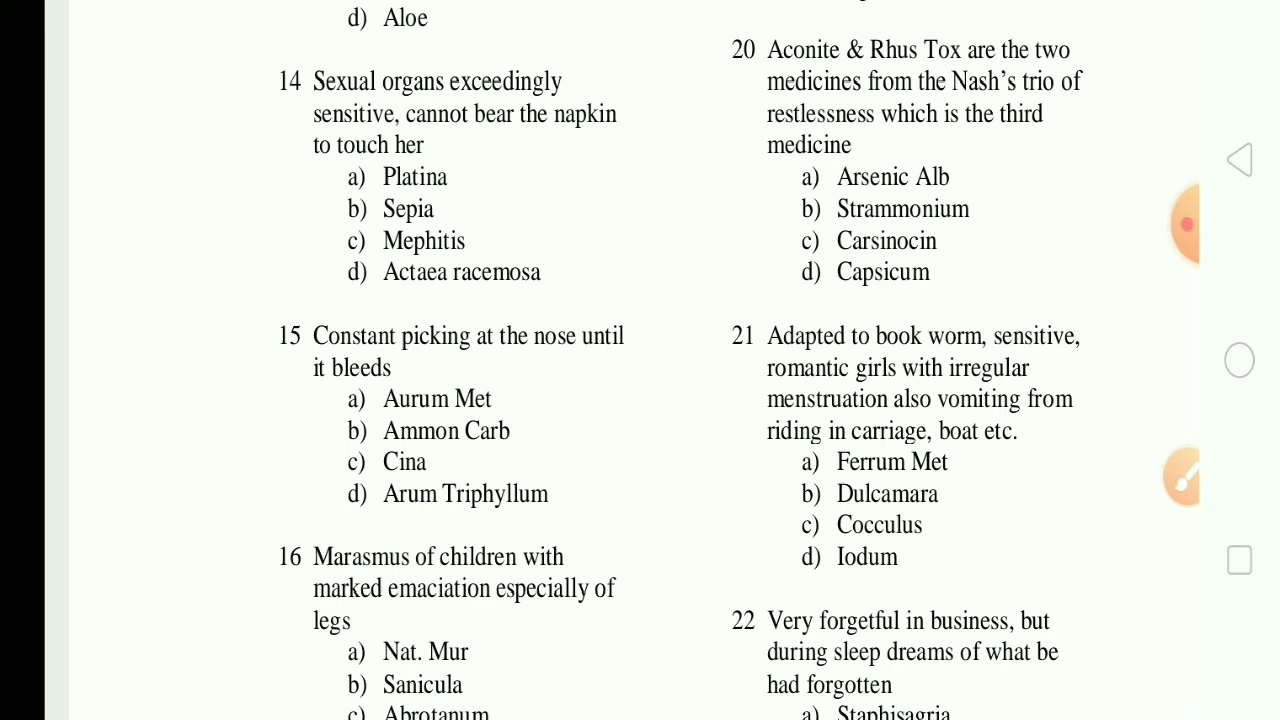 d) Aloe
14 Sexual organs exceedingly
sensitive, cannot bear the napkin
to touch her
a) Platina
b) Sepia
c) Mephitis
d) Actaea racemosa
15 Constant picking at the nose until
it bleeds
a) Aurum Met
b) Ammon Carb
c) Cina
d) Arum Triphyllum
16 Marasmus of children with
marked emaciation especially of
legs
a) Nat. Mur
b) Sanicula
c) Abrotanum
20 Aconite & Rhus Tox are the two
medicines from the Nash's trio of
restlessness which is the third
medicine
a) Arsenic Alb
b) Strammonium
c) Carsinocin
d) Capsicum
21 Adapted to book worm, sensitive,
romantic girls with irregular
menstruation also vomiting from
riding in carriage, boat etc.
a) Ferrum Met
b) Dulcamara
c) Cocculus
d) Iodum
22 Very forgetful in business, but
during sleep dreams of what be
had forgotten
a) Staphisagria